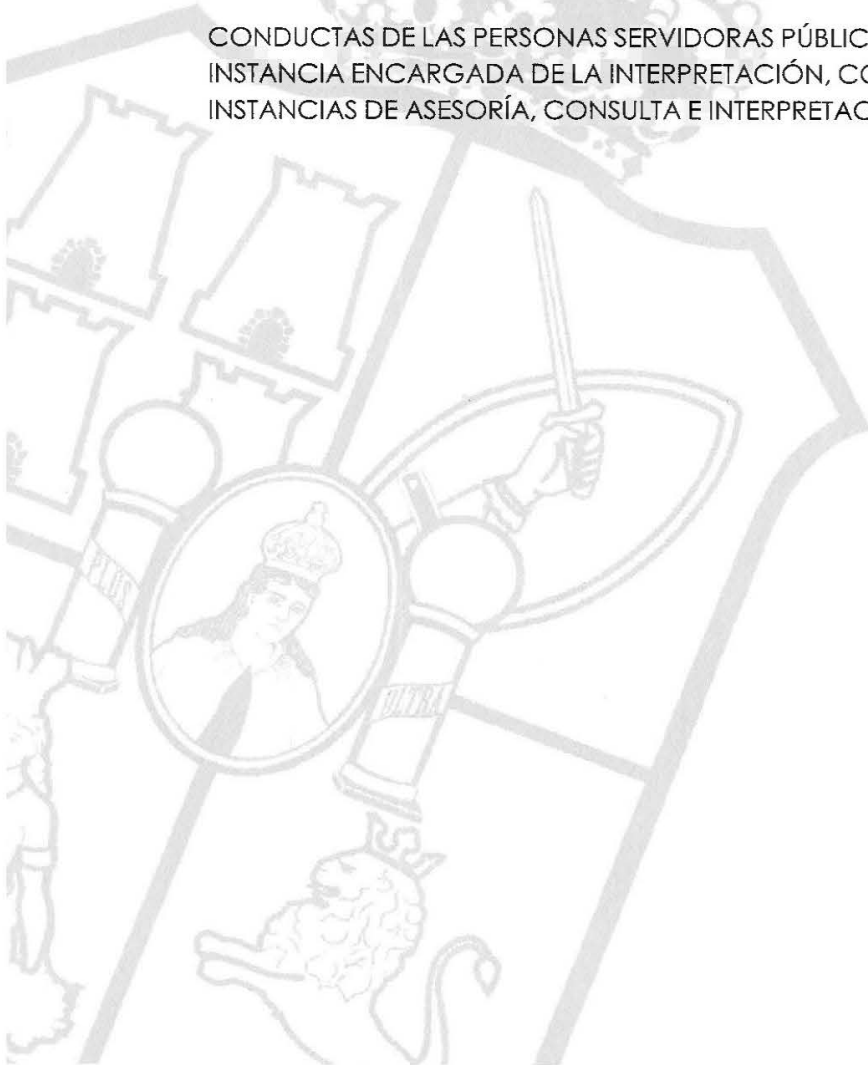 CONDUCTAS DE LAS PERSONAS SERVIDORAS
INSTANCIA ENCARGADA DE LA INTERPRETACIÓN,
INSTANCIAS DE ASESORÍA, CONSULTA E
PLUS
ULTRA